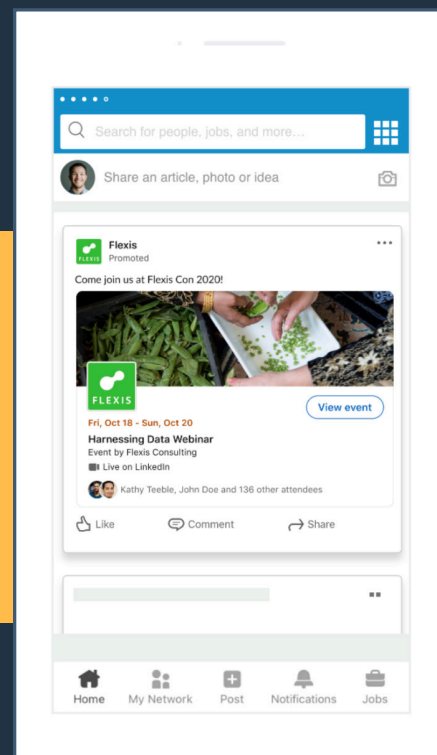 Search for people, jobs, and more...
Share an article, photo or idea
Flexis
FLEXIS
Promoted
Come join us at Flexis Con 2020!
FLEXIS
View event
Fri, Oct 18 - Sun, Oct 20
Harnessing Data Webinar
Event by Flexis Consulting
Live on LinkedIn
Kathy Teeble, John Doe and 136 other attendees
Like Comment Share
Home My Network Post Notifications Jobs